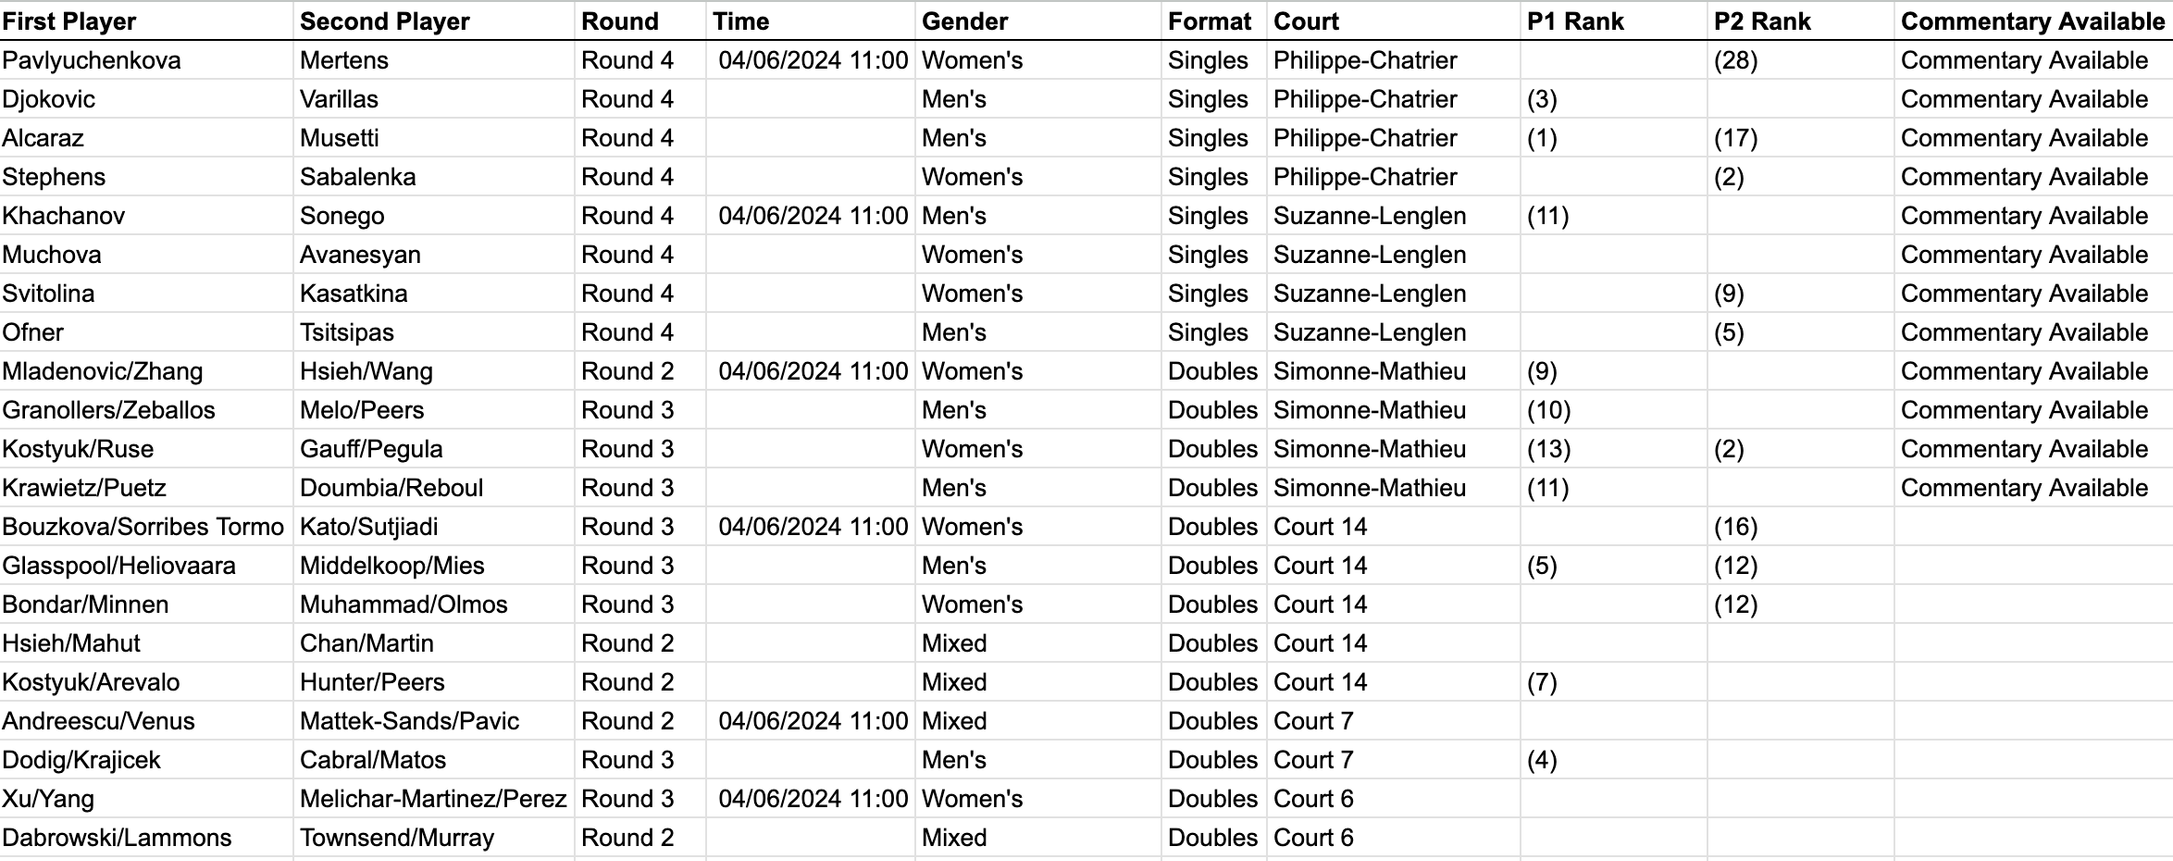 First Player Second Player Round Time Gender Format Court P1 Rank P2 Rank Commentary Available
Pavlyuchenkova Mertens Round 4 04/06/2024 11:00 Women's Singles Philippe-Chatrier (28) Commentary Available
Djokovic Varillas Round 4 Men's Singles Philippe-Chatrier (3) Commentary Available
Alcaraz Musetti Round 4 Men's Singles Philippe-Chatrier (1) (17) Commentary Available
Stephens Sabalenka Round 4 Women's Singles Philippe-Chatrier (2) Commentary Available
Khachanov Sonego Round 4 04/06/2024 11:00 Men's Singles Suzanne-Lenglen (11) Commentary Available
Muchova Avanesyan Round 4 Women's Singles Suzanne-Lenglen Commentary Available
Svitolina Kasatkina Round 4 Women's Singles Suzanne-Lenglen (9) Commentary Available
Ofner Tsitsipas Round 4 Men's Singles Suzanne-Lenglen (5) Commentary Available
Mladenovic/Zhang Hsieh/Wang Round 2 04/06/2024 11:00 Women's Doubles Simonne-Mathieu (9) Commentary Available
Granollers/Zeballos Melo/Peers Round 3 Men's Doubles Simonne-Mathieu (10) Commentary Available
Kostyuk/Ruse Gauff/Pegula Round 3 Women's Doubles Simonne-Mathieu (13) (2) Commentary Available
Krawietz/Puetz Doumbia/Reboul Round 3 Men's Doubles Simonne-Mathieu (11) Commentary Available
Bouzkova/Sorribes Tormo Kato/Sutjiadi Round 3 04/06/2024 11:00 Women's Doubles Court 14 (16)
Glasspool/Heliovaara Middelkoop/Mies Round 3 Men's Doubles Court 14 (5) (12)
Bondar/Minnen Muhammad/Olmos Round 3 Women's Doubles Court 14 (12)
Hsieh/Mahut Chan/Martin Round 2 Mixed Doubles Court 14
Kostyuk/Arevalo Hunter/Peers Round 2 Mixed Doubles Court 14 (7)
Andreescu/Venus Mattek-Sands/Pavic Round 2 04/06/2024 11:00 Mixed Doubles Court 7
Dodig/Krajicek Cabral/Matos Round 3 Men's Doubles Court 7 (4)
Xu/Yang Melichar-Martinez/Perez Round 3 04/06/2024 11:00 Women's Doubles Court 6
Dabrowski/Lammons Townsend/Murray Round 2 Mixed Doubles Court 6